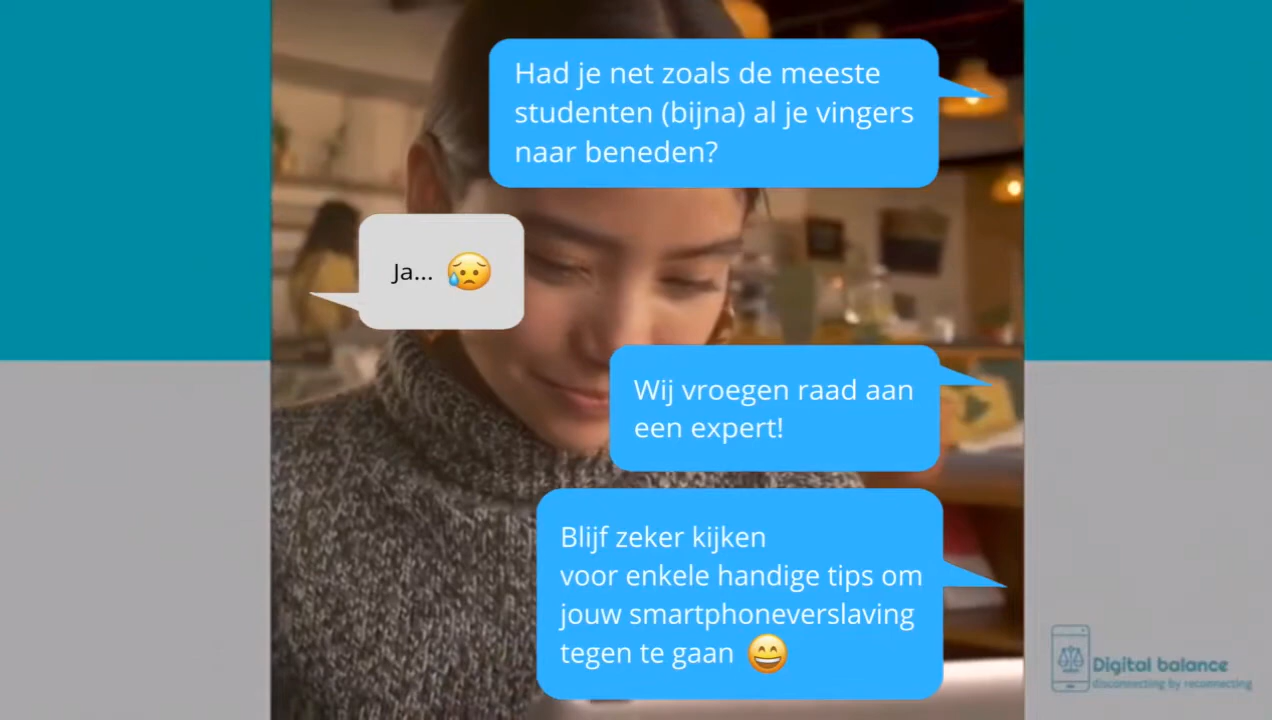 Had je net zoals de meeste
studenten (bijna) al je vingers
naar beneden?
Ja... 😥
Wij vroegen raad aan
een expert!
Blijf zeker kijken
voor enkele handige tips om
jouw smartphoneverslaving
tegen te gaan 😄
Digital balance
disconnecting by reconnecting